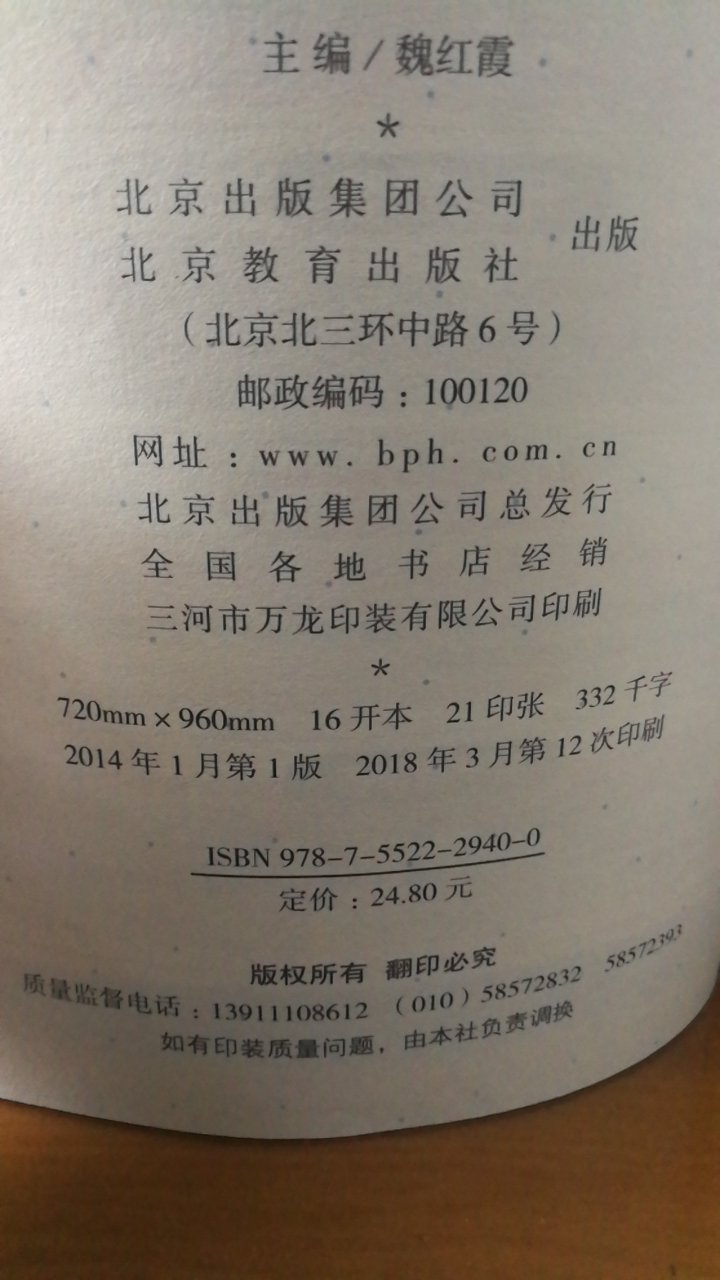 主编/魏红霞
*
北京出版集团公司
北京教育出版社 出版
（北京北三环中路6号）
邮政编码：100120
网址：www.bph.com.cn
北京出版集团公司总发行
全国各地书店经销
三河市万龙印装有限公司印刷
*
720mm×960mm 16开本 21印张 332千字
2014年1月第1版 2018年3月第12次印刷
ISBN 978-7-5522-2940-0
定价：24.80元
版权所有 翻印必究
质量监督电话：13911108612 （010）58572832 58572393
如有印装质量问题，由本社负责调换